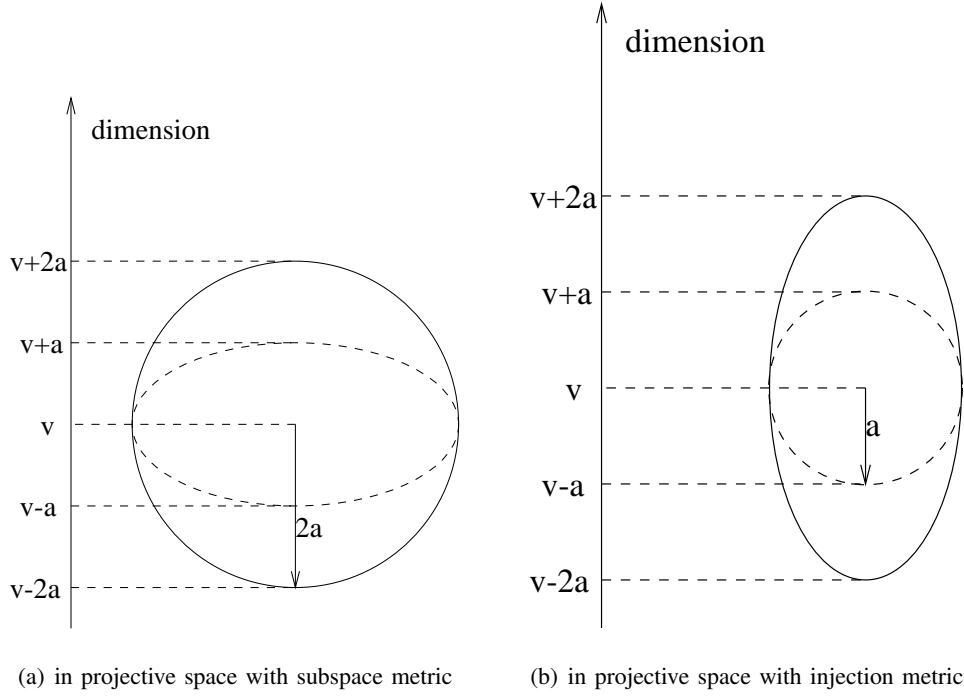 dimension
v+2a
v+a
v
v-a
2a
v-2a
(a) in projective space with subspace metric
dimension
v+2a
v+a
v
a
v-a
v-2a
(b) in projective space with injection metric